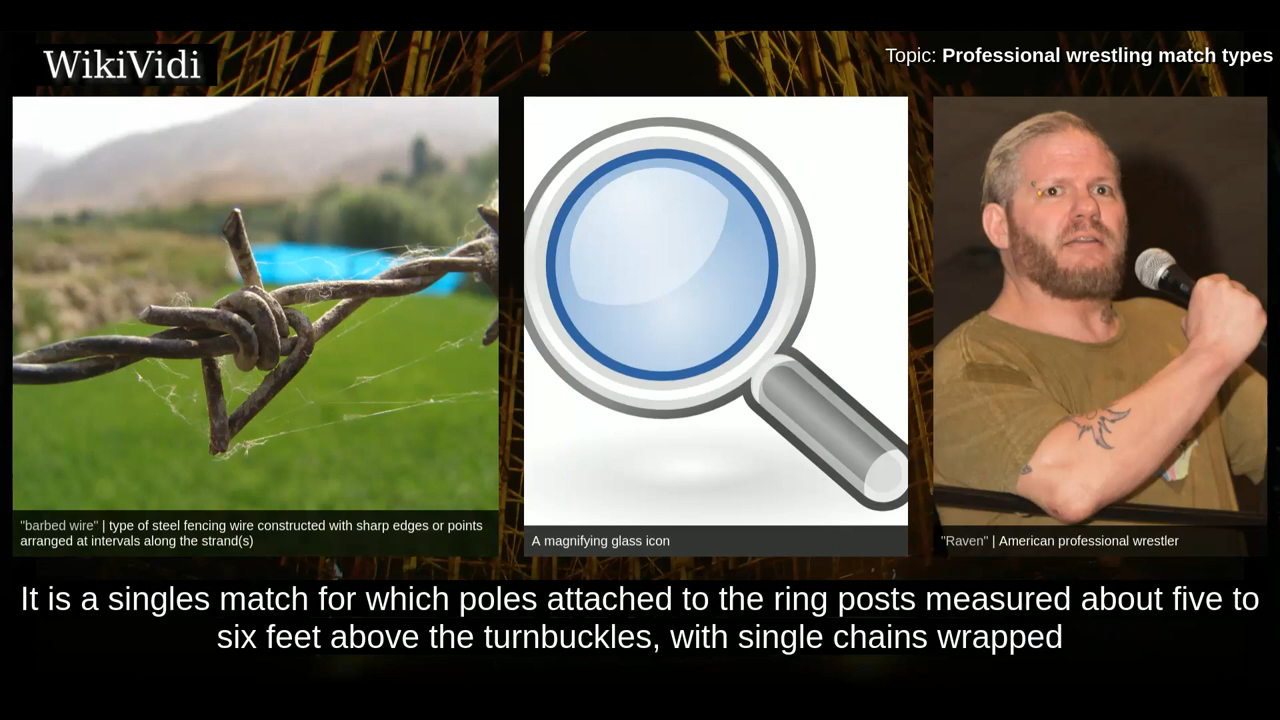 WikiVidi
Topic: Professional wrestling match types
"barbed wire" | type of steel fencing wire constructed with sharp edges or points
arranged at intervals along the strand(s)
A magnifying glass icon
"Raven" | American professional wrestler
It is a singles match for which poles attached to the ring posts measured about five to
six feet above the turnbuckles, with single chains wrapped